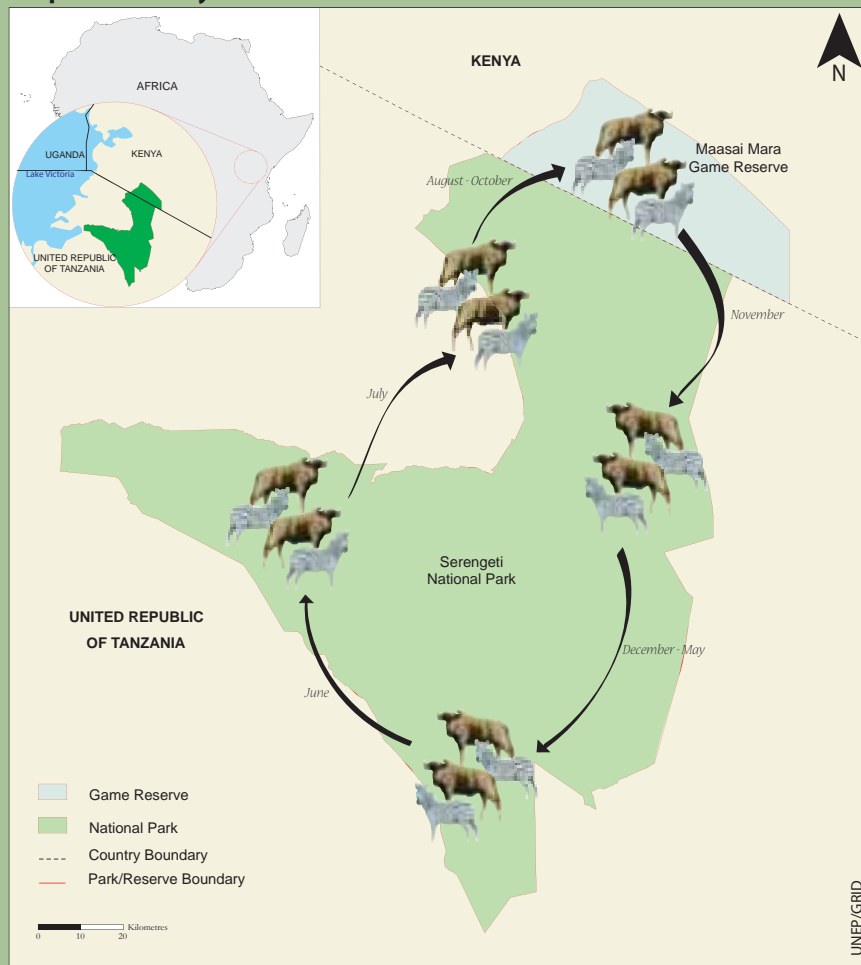 AFRICA
UGANDA
KENYA
Lake Victoria
UNITED REPUBLIC
OF TANZANIA
KENYA
N
Maasai Mara
Game Reserve
August - October
November
July
Serengeti
National Park
UNITED REPUBLIC
OF TANZANIA
December - May
June
Game Reserve
National Park
Country Boundary
Park/Reserve Boundary
Kilometres
0 10 20
UNEP/GRID